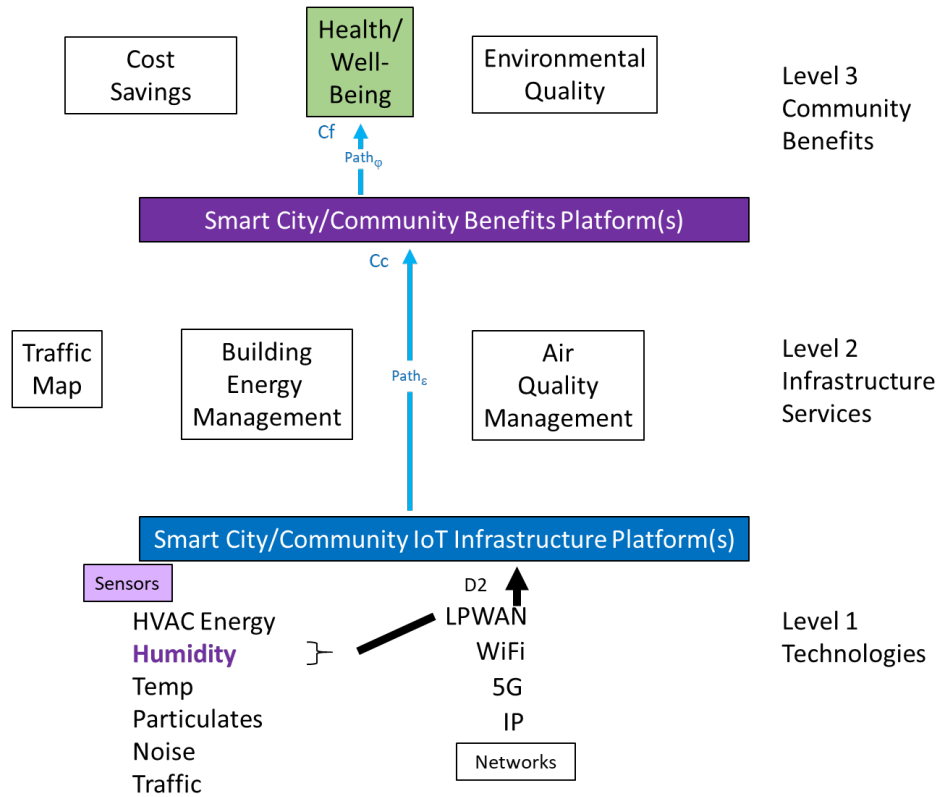 Cost
Savings
Health/
Well-
Being
Environmental
Quality
Level 3
Community
Benefits
Cf
Pathφ
Smart City/Community Benefits Platform(s)
Cc
Traffic
Map
Building
Energy
Management
Pathε
Air
Quality
Management
Level 2
Infrastructure
Services
Smart City/Community IoT Infrastructure Platform(s)
Sensors
HVAC Energy
Humidity
Temp
Particulates
Noise
Traffic
D2
LPWAN
WiFi
5G
IP
Networks
Level 1
Technologies